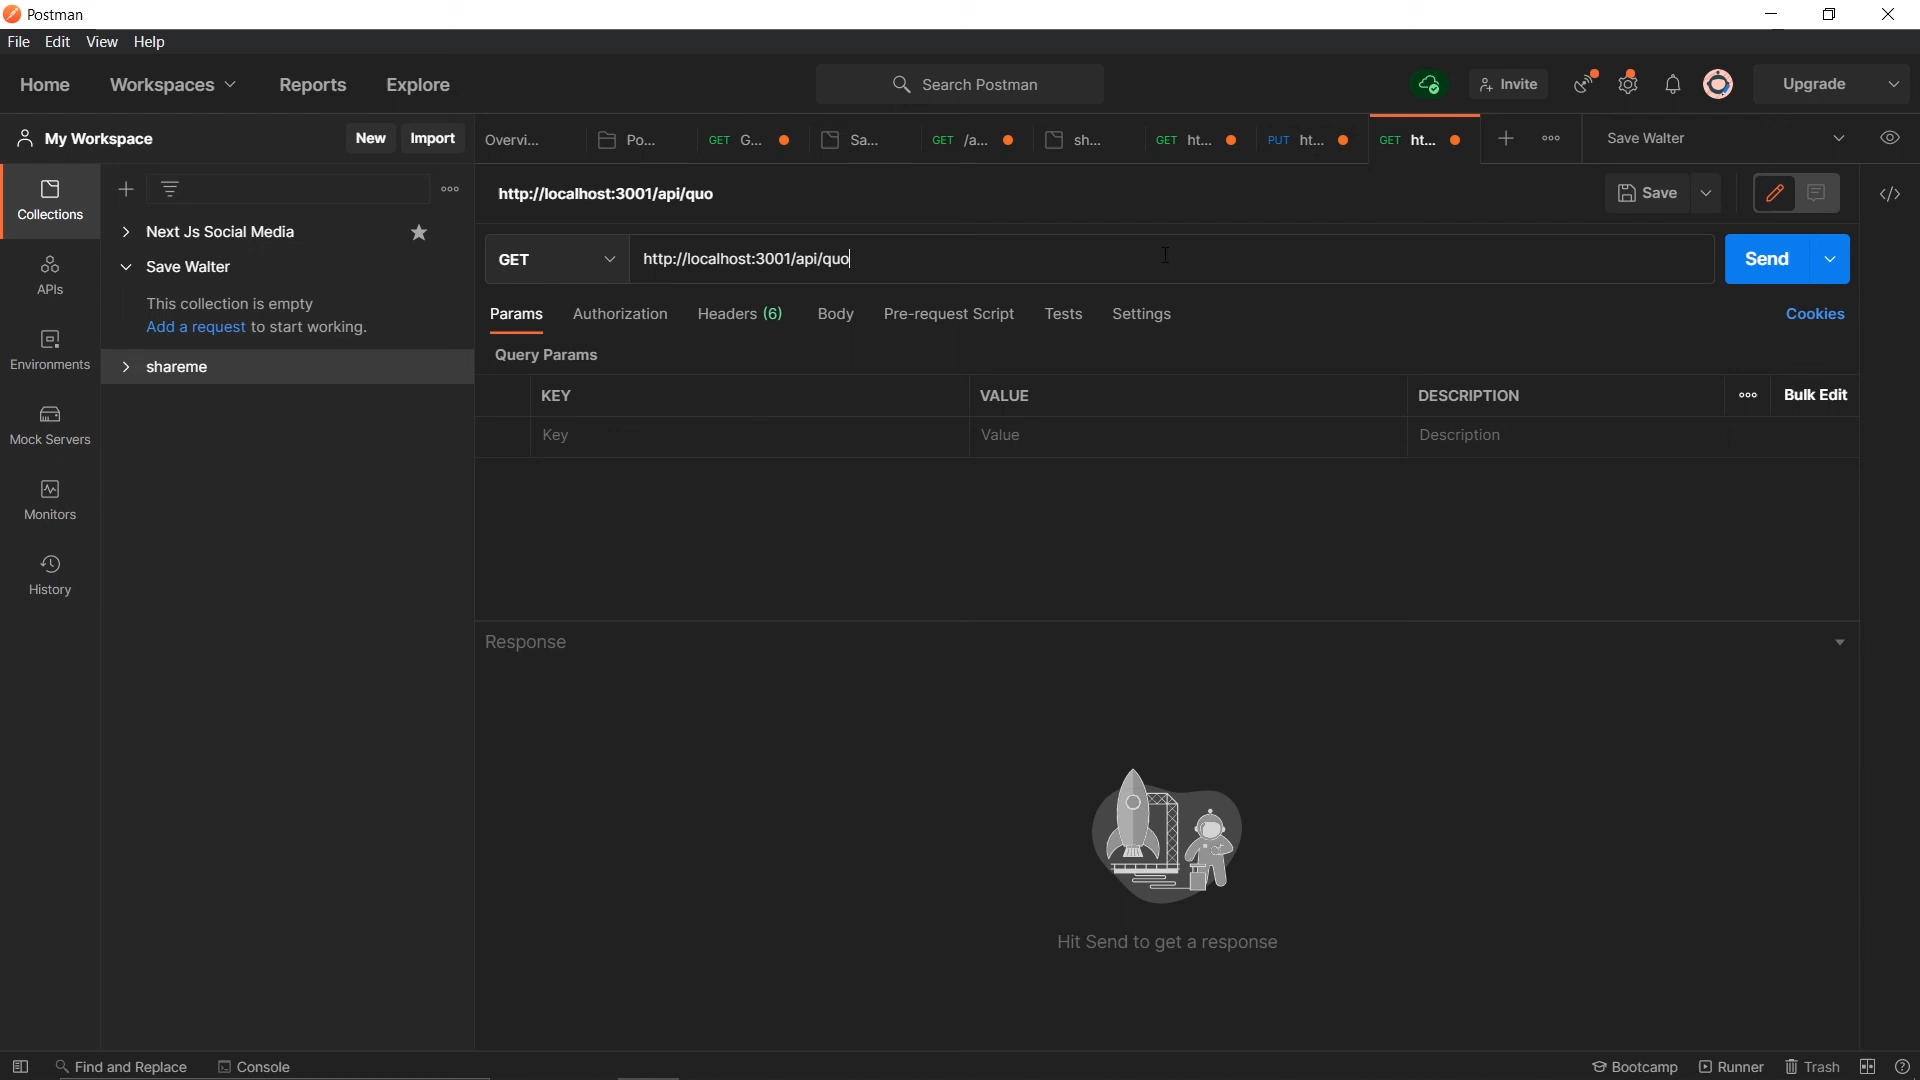 Postman
File Edit View Help
Home Workspaces Reports Explore Search Postman Invite Upgrade
My Workspace New Import Overvi... Po... GET G... Sa... GET /a... sh... GET ht... PUT ht... GET ht... Save Walter
Collections
http://localhost:3001/api/quo Save
Next Js Social Media
Save Walter
GET http://localhost:3001/api/quo Send
APIs
This collection is empty
Add a request to start working.
Params Authorization Headers (6) Body Pre-request Script Tests Settings Cookies
Environments
shareme
Query Params
KEY VALUE DESCRIPTION Bulk Edit
Key Value Description
Mock Servers
Monitors
History
Response
Hit Send to get a response
Find and Replace Console Bootcamp Runner Trash